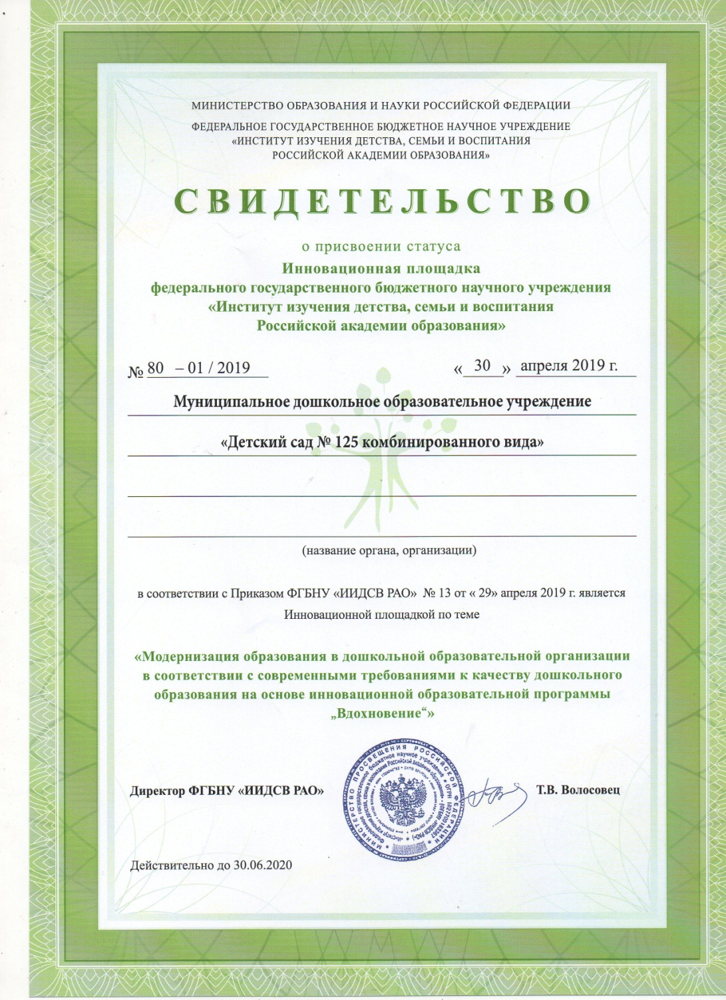 МИНИСТЕРСТВО ОБРАЗОВАНИЯ И НАУКИ РОССИЙСКОЙ ФЕДЕРАЦИИ
ФЕДЕРАЛЬНОЕ ГОСУДАРСТВЕННОЕ БЮДЖЕТНОЕ НАУЧНОЕ УЧРЕЖДЕНИЕ
«ИНСТИТУТ ИЗУЧЕНИЯ ДЕТСТВА, СЕМЬИ И ВОСПИТАНИЯ
РОССИЙСКОЙ АКАДЕМИИ ОБРАЗОВАНИЯ»
СВИДЕТЕЛЬСТВО
о присвоении статуса
Инновационная площадка
федерального государственного бюджетного научного учреждения
«Институт изучения детства, семьи и воспитания
Российской академии образования»
№ 80 – 01 / 2019 « 30 » апреля 2019 г.
Муниципальное дошкольное образовательное учреждение
«Детский сад № 125 комбинированного вида»
(название органа, организации)
в соответствии с Приказом ФГБНУ «ИИДСВ РАО» № 13 от « 29» апреля 2019 г. является
Инновационной площадкой по теме
«Модернизация образования в дошкольной образовательной организации
в соответствии с современными требованиями к качеству дошкольного
образования на основе инновационной образовательной программы
„Вдохновение“»
МИНИСТЕРСТВО ПРОСВЕЩЕНИЯ РОССИЙСКОЙ ФЕДЕРАЦИИ
Директор ФГБНУ «ИИДСВ РАО» Т.В. Волосовец
Действительно до 30.06.2020